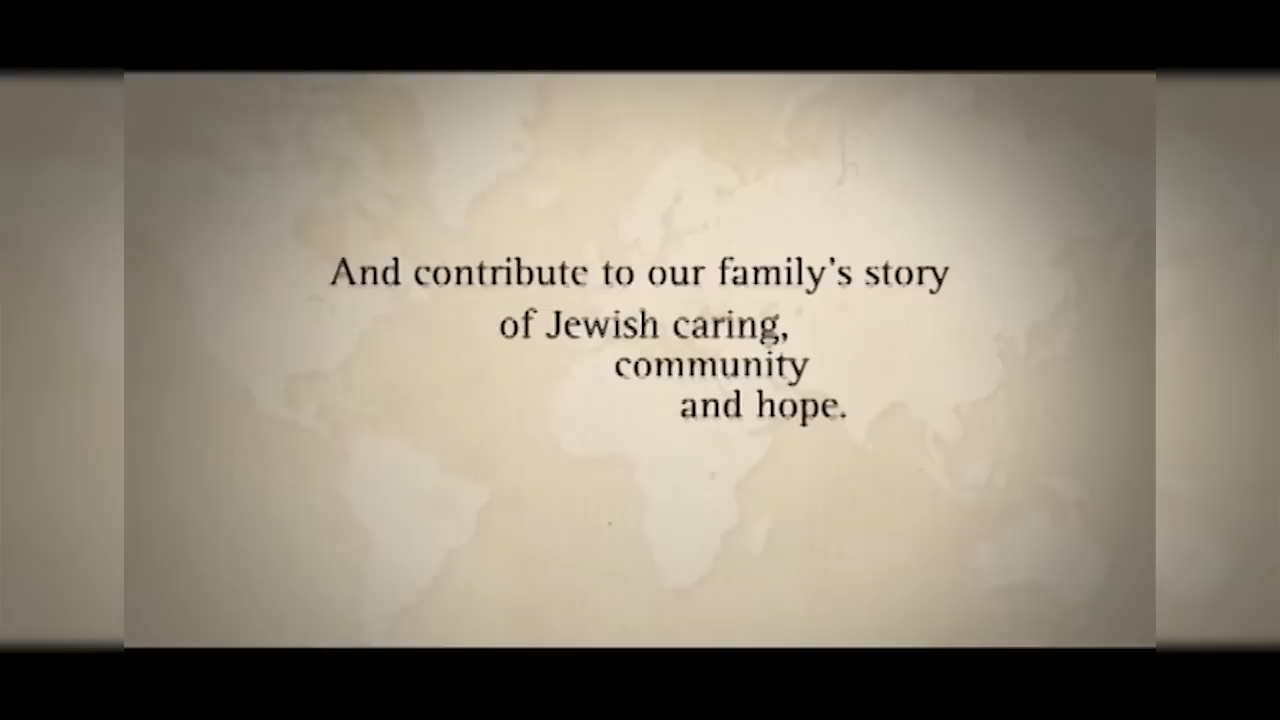 And contribute to our family's story
of Jewish caring,
community
and hope.